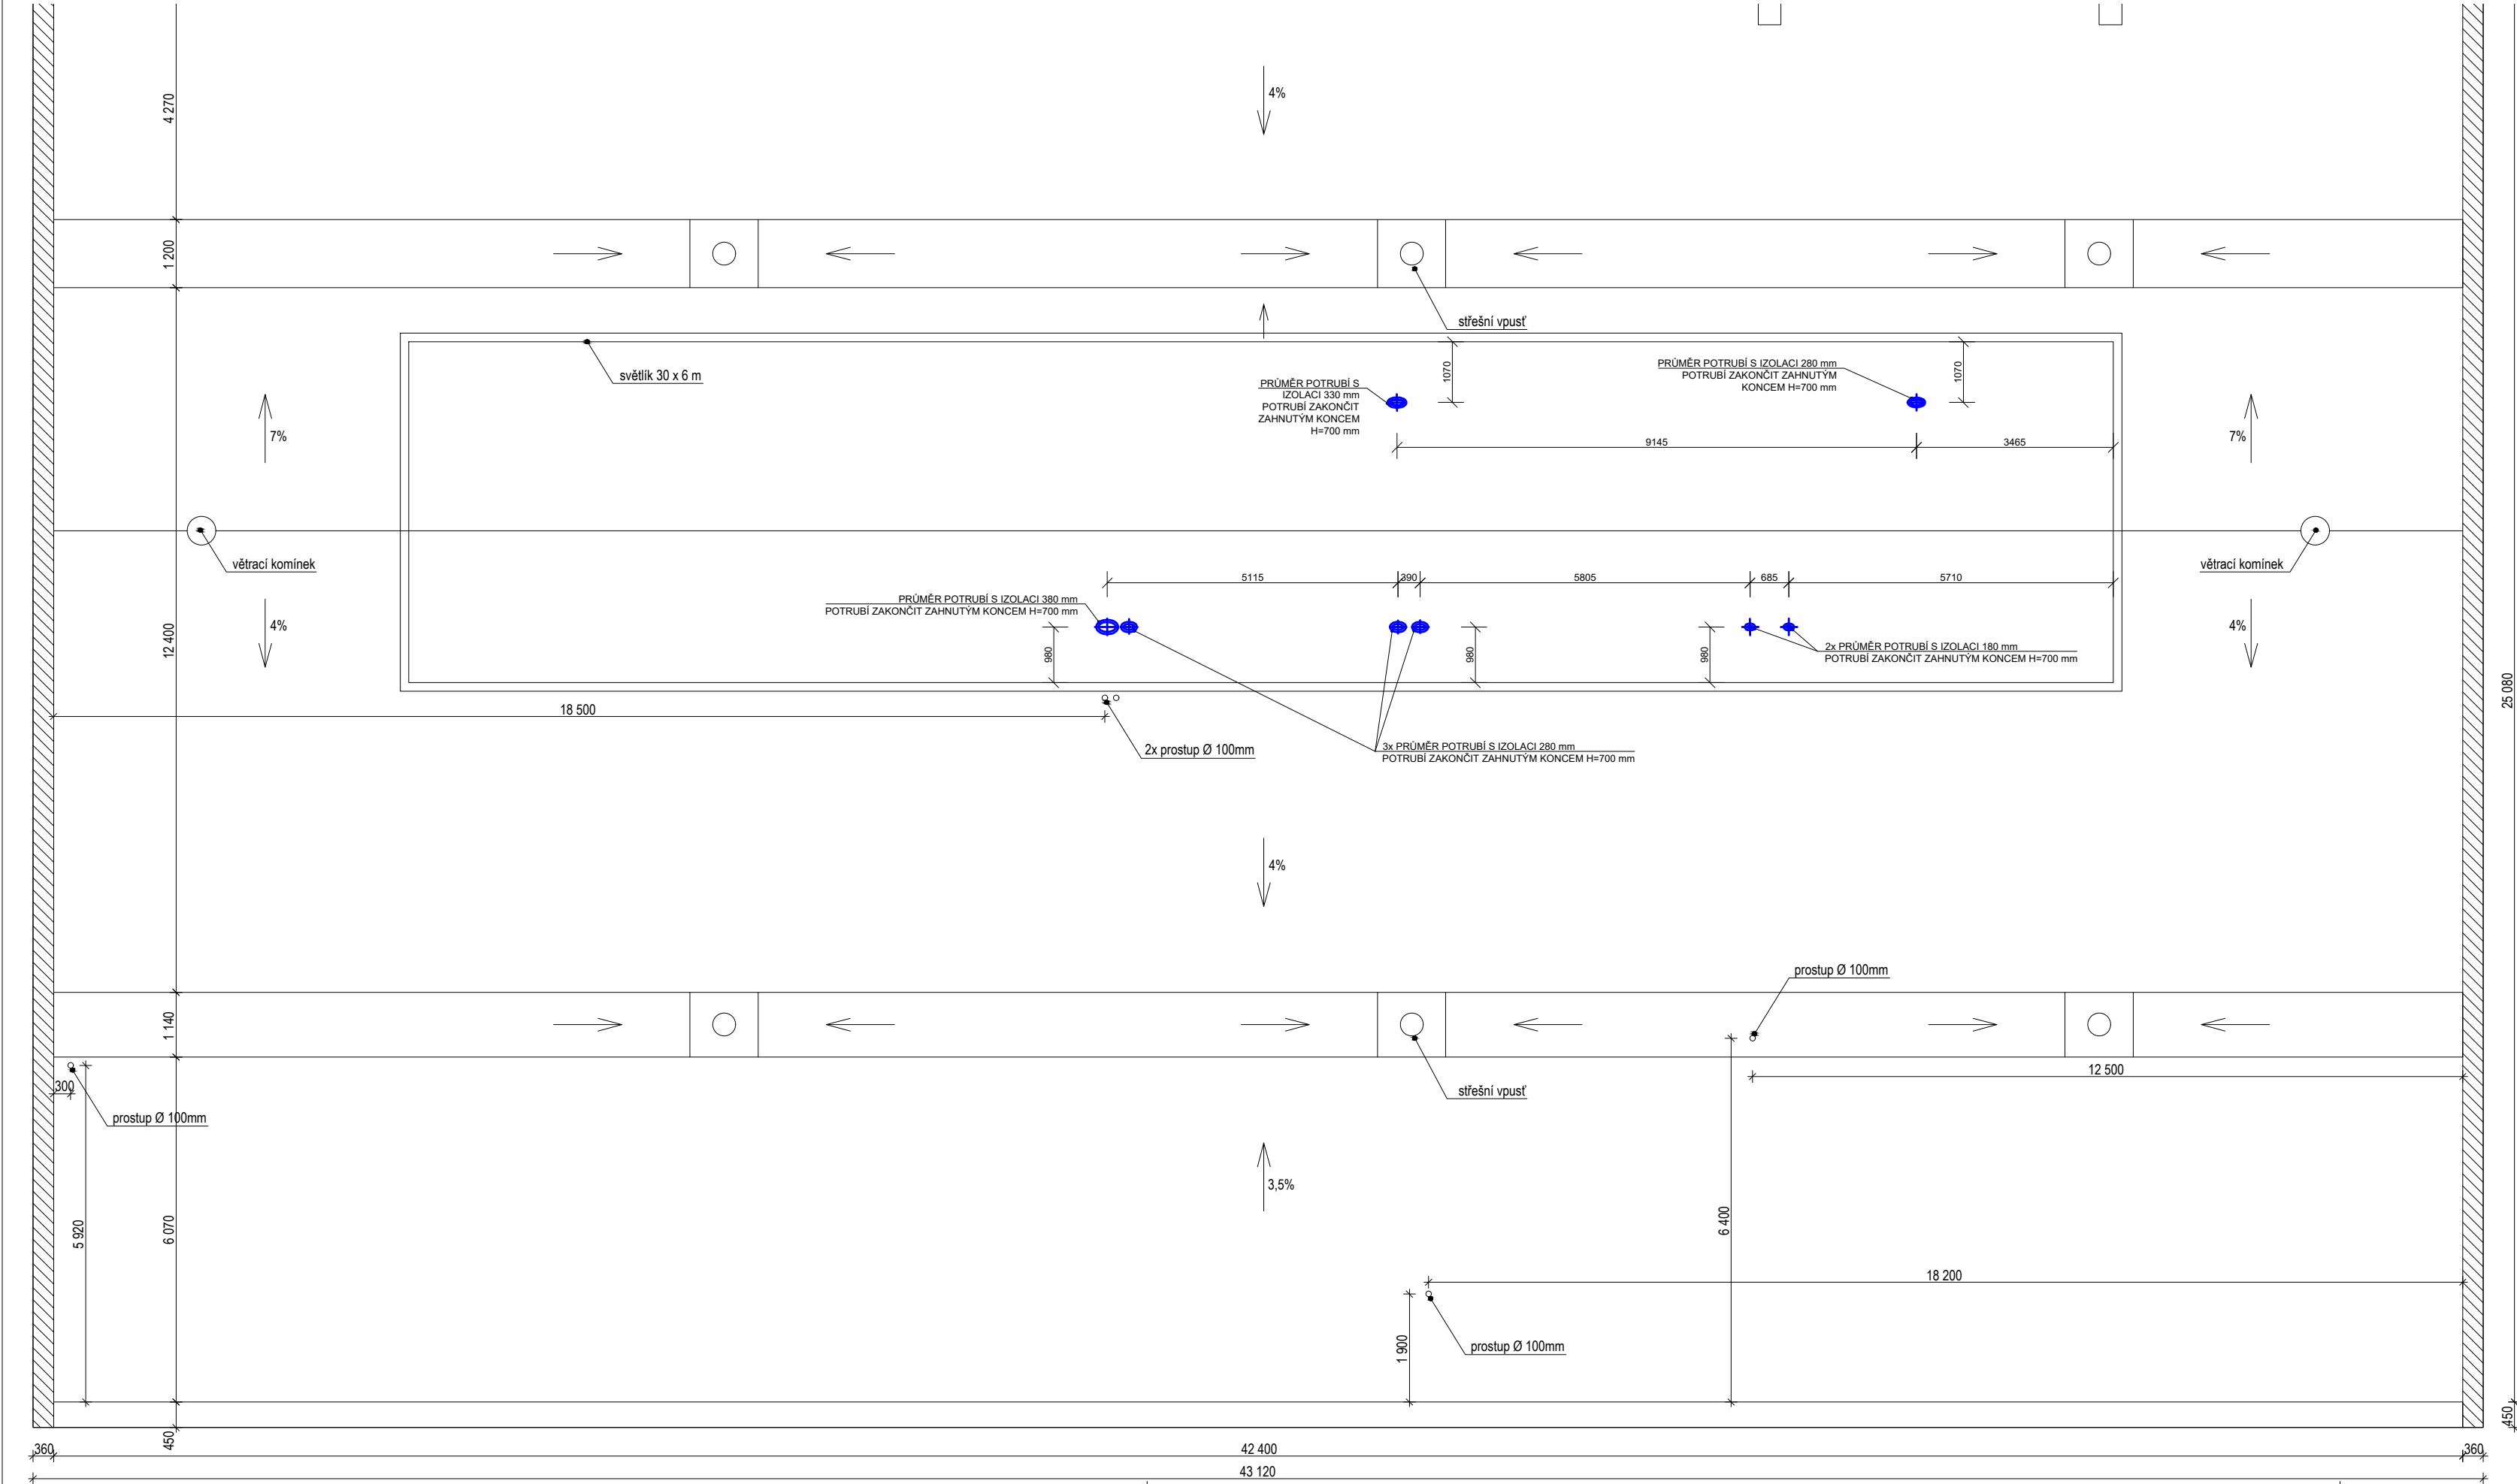 4 270
4%
1 200
střešní vpusť
světlík 30 x 6 m
1070
PRŮMĚR POTRUBÍ S
IZOLACI 330 mm
POTRUBÍ ZAKONČIT
ZAHNUTÝM KONCEM
H=700 mm
PRŮMĚR POTRUBÍ S IZOLACI 280 mm
POTRUBÍ ZAKONČIT ZAHNUTÝM
KONCEM H=700 mm
1070
7%
7%
9145
3465
větrací komínek
větrací komínek
5115
390
5805
685
5710
PRŮMĚR POTRUBÍ S IZOLACI 380 mm
POTRUBÍ ZAKONČIT ZAHNUTÝM KONCEM H=700 mm
12 400
4%
4%
980
980
980
2x PRŮMĚR POTRUBÍ S IZOLACI 180 mm
POTRUBÍ ZAKONČIT ZAHNUTÝM KONCEM H=700 mm
25 080
18 500
2x prostup Ø 100mm
3x PRŮMĚR POTRUBÍ S IZOLACI 280 mm
POTRUBÍ ZAKONČIT ZAHNUTÝM KONCEM H=700 mm
4%
prostup Ø 100mm
1 140
12 500
300
střešní vpusť
prostup Ø 100mm
3,5%
5 920
6 070
6 400
18 200
1 900
prostup Ø 100mm
450
450
360
42 400
360
43 120